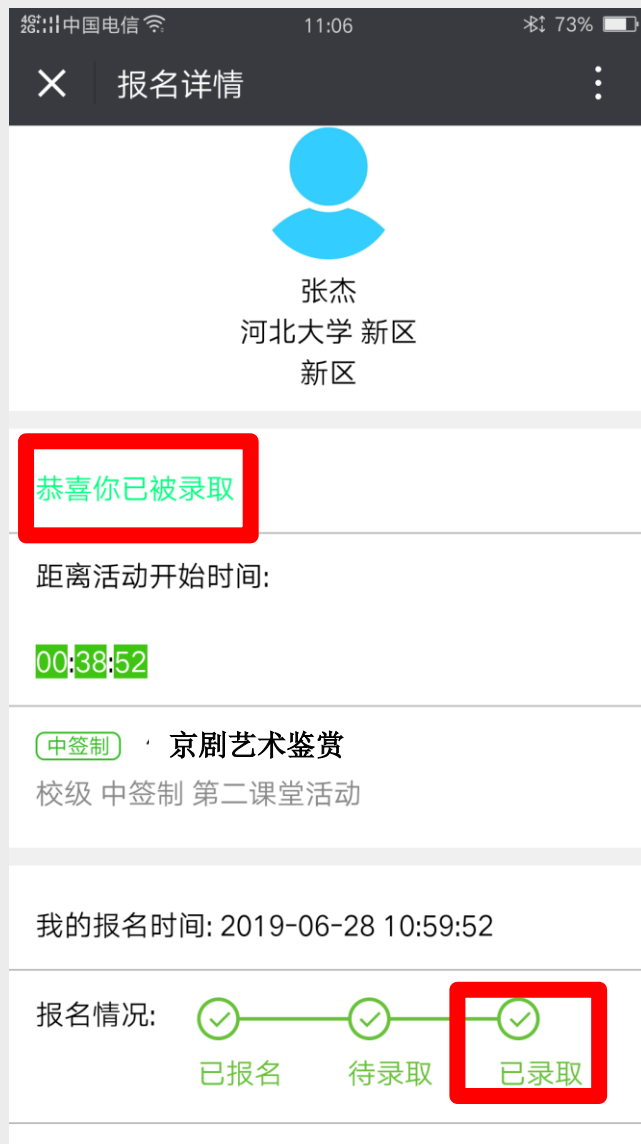 4G 2G 中国电信 11:06 73%
报名详情
张杰
河北大学 新区
新区
恭喜你已被录取
距离活动开始时间:
00:38:52
中签制 京剧艺术鉴赏
校级 中签制 第二课堂活动
我的报名时间: 2019-06-28 10:59:52
报名情况:
已报名 待录取 已录取